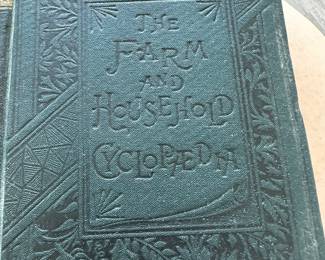 THE
FARM
AND
HOUSEHOLD
CYCLOPÆDIA